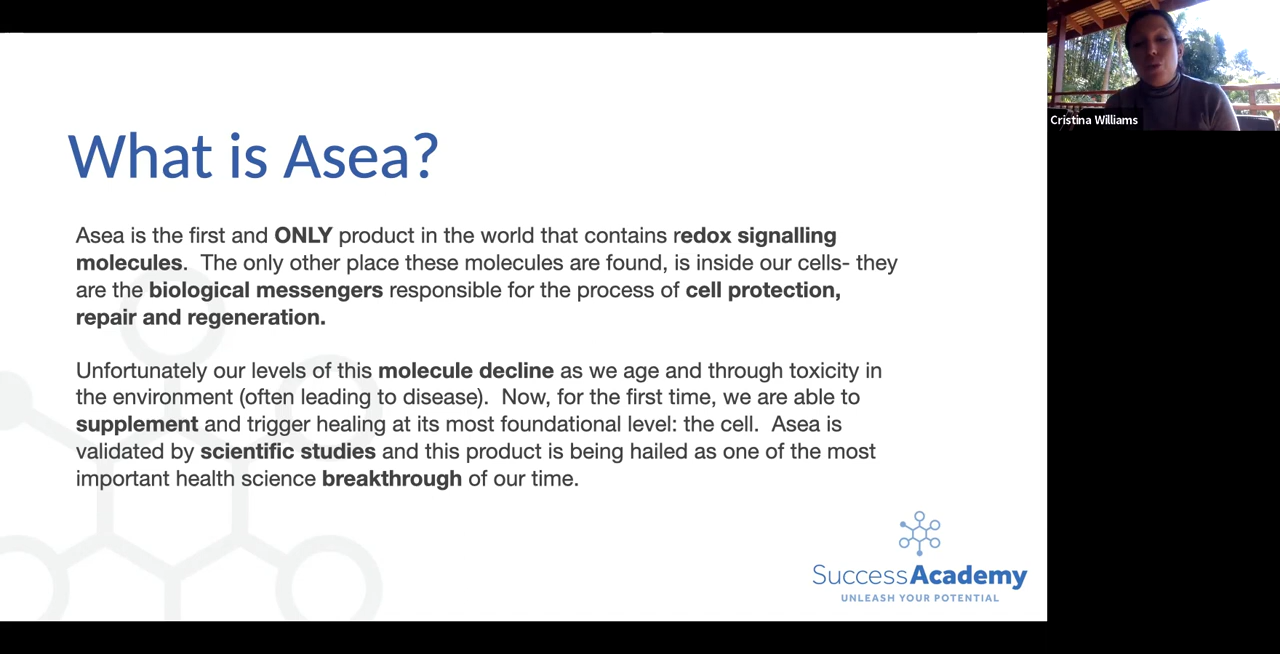 What is Asea?
Asea is the first and ONLY product in the world that contains redox signalling
molecules.  The only other place these molecules are found, is inside our cells- they
are the biological messengers responsible for the process of cell protection,
repair and regeneration.
Unfortunately our levels of this molecule decline as we age and through toxicity in
the environment (often leading to disease).  Now, for the first time, we are able to
supplement and trigger healing at its most foundational level: the cell.  Asea is
validated by scientific studies and this product is being hailed as one of the most
important health science breakthrough of our time.
SuccessAcademy
UNLEASH YOUR POTENTIAL
Cristina Williams